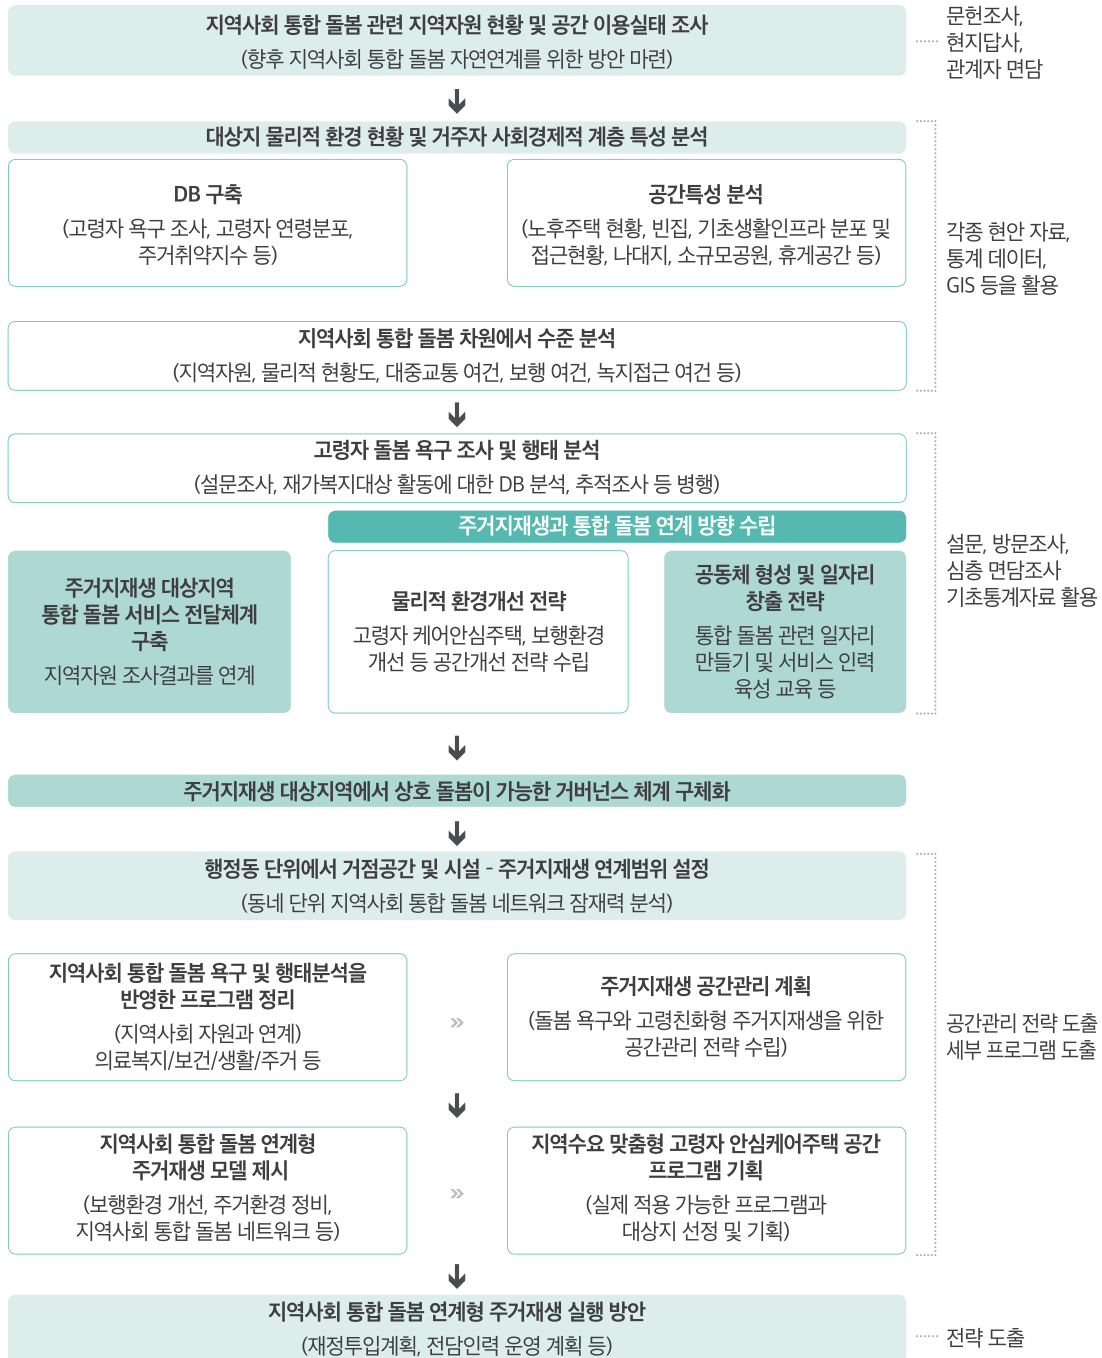 지역사회 통합 돌봄 관련 지역자원 현황 및 공간 이용실태 조사
(향후 지역사회 통합 돌봄 자연연계를 위한 방안 마련)
문헌조사,
현지답사,
관계자 면담
대상지 물리적 환경 현황 및 거주자 사회경제적 계층 특성 분석
DB 구축
(고령자 욕구 조사, 고령자 연령분포,
주거취약지수 등)
공간특성 분석
(노후주택 현황, 빈집, 기초생활인프라 분포 및
접근현황, 나대지, 소규모공원, 휴게공간 등)
지역사회 통합 돌봄 차원에서 수준 분석
(지역자원, 물리적 현황도, 대중교통 여건, 보행 여건, 녹지접근 여건 등)
각종 현안 자료,
통계 데이터,
GIS 등을 활용
고령자 돌봄 욕구 조사 및 행태 분석
(설문조사, 재가복지대상 활동에 대한 DB 분석, 추적조사 등 병행)
주거지재생과 통합 돌봄 연계 방향 수립
주거지재생 대상지역
통합 돌봄 서비스 전달체계
구축
지역자원 조사결과를 연계
물리적 환경개선 전략
고령자 케어안심주택, 보행환경
개선 등 공간개선 전략 수립
공동체 형성 및 일자리
창출 전략
통합 돌봄 관련 일자리
만들기 및 서비스 인력
육성 교육 등
설문, 방문조사,
심층 면담조사
기초통계자료 활용
주거지재생 대상지역에서 상호 돌봄이 가능한 거버넌스 체계 구체화
행정동 단위에서 거점공간 및 시설 - 주거지재생 연계범위 설정
(동네 단위 지역사회 통합 돌봄 네트워크 잠재력 분석)
지역사회 통합 돌봄 욕구 및 행태분석을
반영한 프로그램 정리
(지역사회 자원과 연계)
의료복지/보건/생활/주거 등
»
주거지재생 공간관리 계획
(돌봄 욕구와 고령친화형 주거지재생을 위한
공간관리 전략 수립)
공간관리 전략 도출
세부 프로그램 도출
지역사회 통합 돌봄 연계형
주거재생 모델 제시
(보행환경 개선, 주거환경 정비,
지역사회 통합 돌봄 네트워크 등)
»
지역수요 맞춤형 고령자 안심케어주택 공간
프로그램 기획
(실제 적용 가능한 프로그램과
대상지 선정 및 기획)
지역사회 통합 돌봄 연계형 주거재생 실행 방안
(재정투입계획, 전담인력 운영 계획 등)
전략 도출